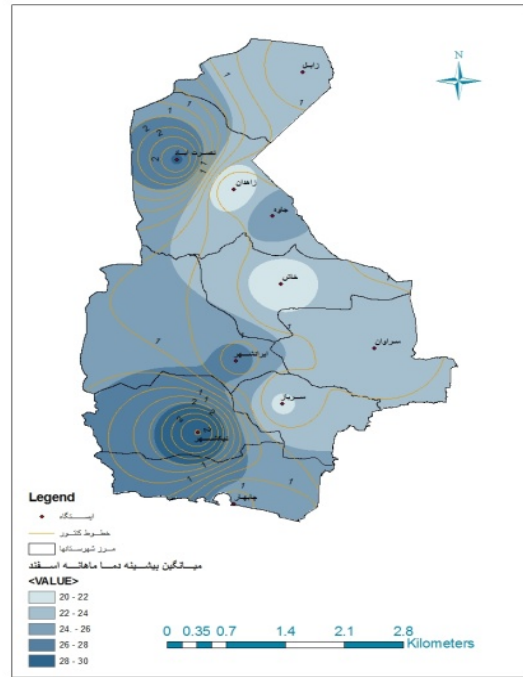 N
زابل
نصرت اباد
زاهدان
جلوه
خاش
سراوان
ایرانشهر
سرباز
نیکشهر
چابهار
Legend
ایستگاه
خطوط کنتور
مرز شهرستانها
میانگین بیشینه دما ماهانه اسفند
<VALUE>
20 - 22
22 - 24
24. - 26
26 - 28
28 - 30
0 0.35 0.7 1.4 2.1 2.8
Kilometers